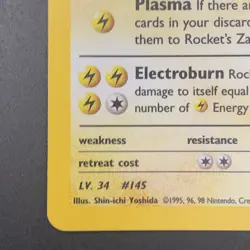 Plasma If there ar
cards in your discard
them to Rocket's Za
Electroburn Roc
damage to itself equal
number of Energy
weakness resistance
retreat cost
LV. 34 #145
Illus. Shin-ichi Yoshida ©1995, 96, 98 Nintendo, Cre